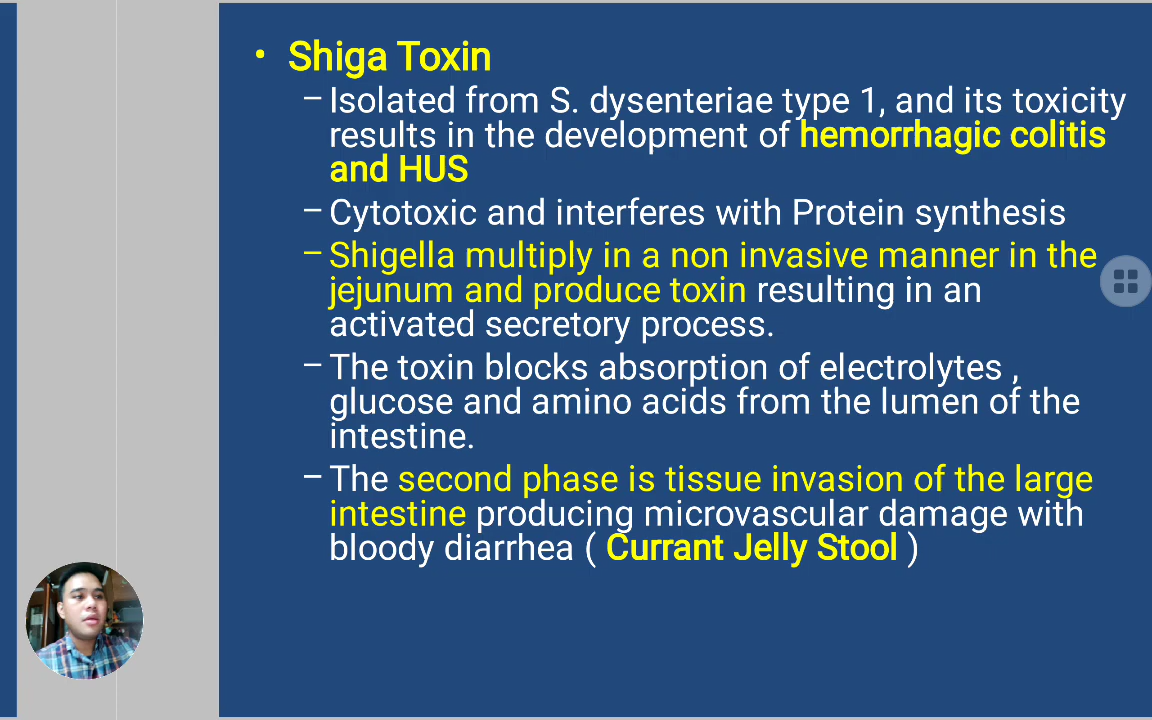 • Shiga Toxin
– Isolated from S. dysenteriae type 1, and its toxicity
results in the development of hemorrhagic colitis
and HUS
– Cytotoxic and interferes with Protein synthesis
– Shigella multiply in a non invasive manner in the
jejunum and produce toxin resulting in an
activated secretory process.
– The toxin blocks absorption of electrolytes ,
glucose and amino acids from the lumen of the
intestine.
– The second phase is tissue invasion of the large
intestine producing microvascular damage with
bloody diarrhea ( Currant Jelly Stool )